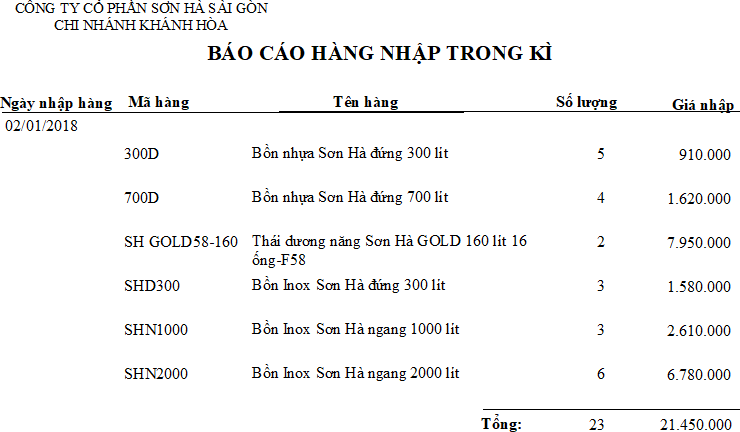 CÔNG TY CỔ PHẦN SƠN HÀ SÀI GÒN
CHI NHÁNH KHÁNH HÒA
BÁO CÁO HÀNG NHẬP TRONG KÌ
Ngày nhập hàng Mã hàng Tên hàng Số lượng Giá nhập
02/01/2018
300D Bồn nhựa Sơn Hà đứng 300 lít 5 910.000
700D Bồn nhựa Sơn Hà đứng 700 lít 4 1.620.000
SH GOLD58-160 Thái dương năng Sơn Hà GOLD 160 lít 16 2 7.950.000
ống-F58
SHD300 Bồn Inox Sơn Hà đứng 300 lít 3 1.580.000
SHN1000 Bồn Inox Sơn Hà ngang 1000 lít 3 2.610.000
SHN2000 Bồn Inox Sơn Hà ngang 2000 lít 6 6.780.000
Tổng: 23 21.450.000